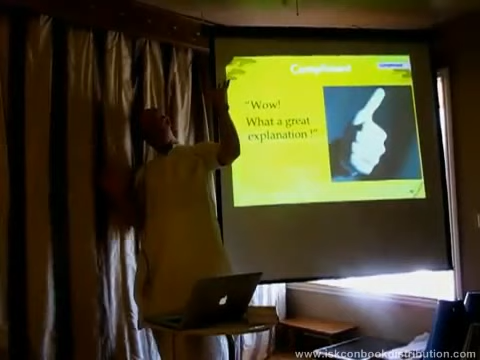 Compliment
"Wow!
What a great
explanation !"
www.iskconbookdistribution.com